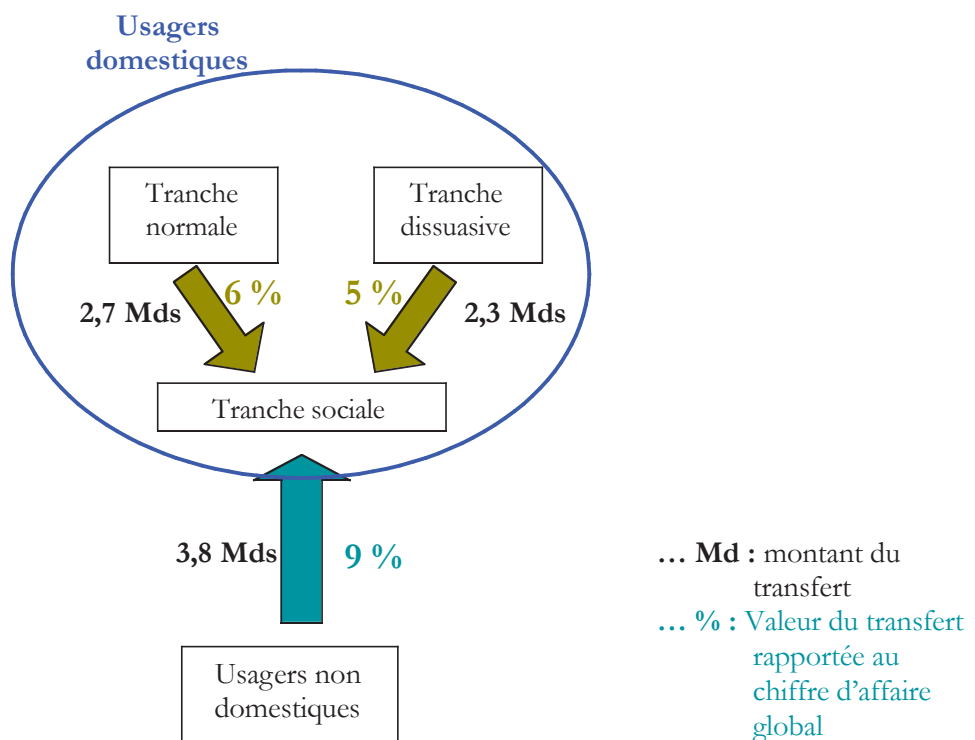 Usagers
domestiques
Tranche
normale
Tranche
dissuasive
2,7 Mds
6 %
5 %
2,3 Mds
Tranche sociale
3,8 Mds
9 %
Usagers non
domestiques
… Md : montant du
transfert
… % : Valeur du transfert
rapportée au
chiffre d’affaire
global